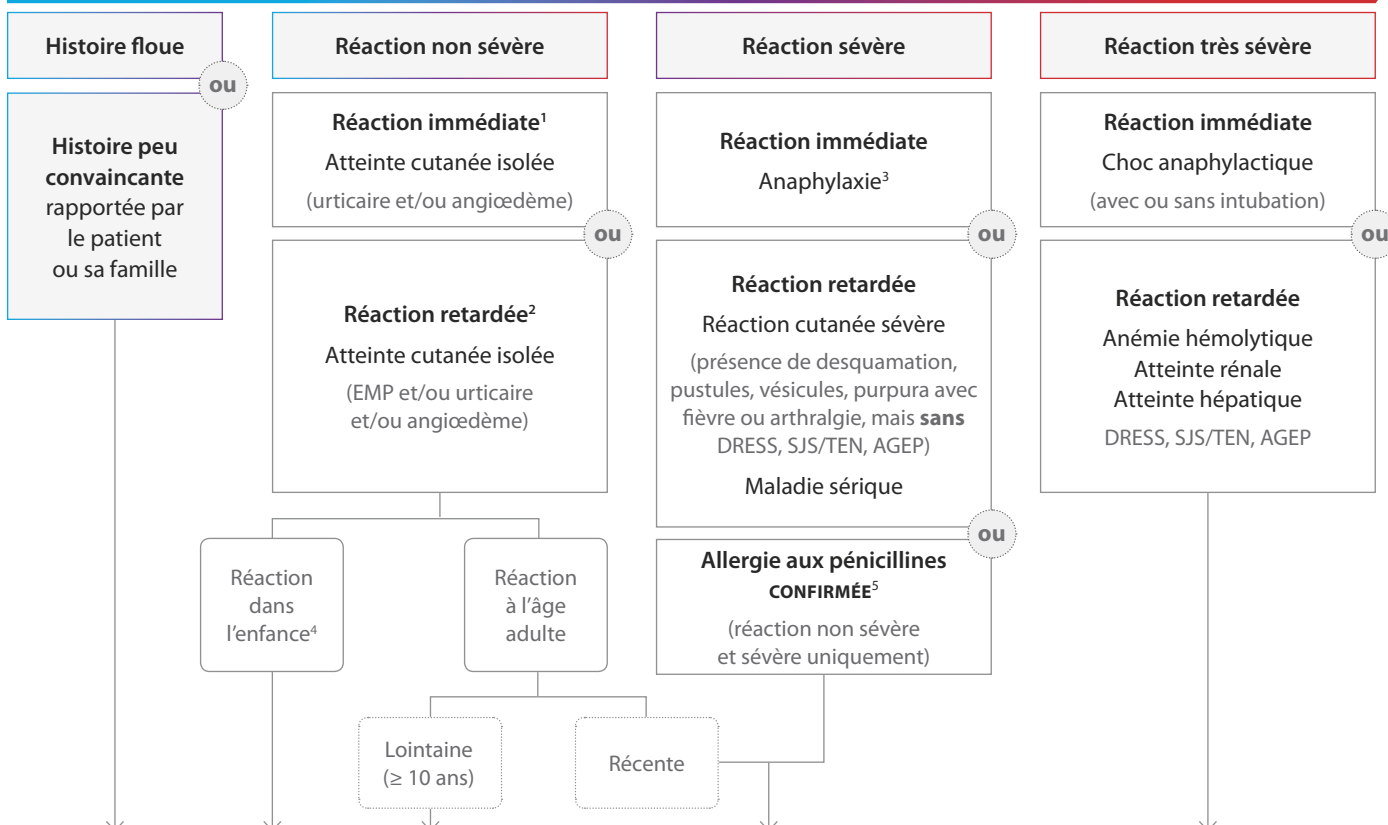 Histoire floue
ou
Histoire peu
convaincante
rapportée par
le patient
ou sa famille
Réaction non sévère
Réaction immédiate¹
Atteinte cutanée isolée
(urticaire et/ou angiœdème)
ou
Réaction retardée²
Atteinte cutanée isolée
(EMP et/ou urticaire
et/ou angiœdème)
Réaction
dans
l’enfance⁴
Réaction
à l’âge
adulte
Lointaine
(≥ 10 ans)
Récente
Réaction sévère
Réaction immédiate
Anaphylaxie³
ou
Réaction retardée
Réaction cutanée sévère
(présence de desquamation,
pustules, vésicules, purpura avec
fièvre ou arthralgie, mais sans
DRESS, SJS/TEN, AGEP)
Maladie sérique
ou
Allergie aux pénicillines
CONFIRMÉE⁵
(réaction non sévère
et sévère uniquement)
Réaction très sévère
Réaction immédiate
Choc anaphylactique
(avec ou sans intubation)
ou
Réaction retardée
Anémie hémolytique
Atteinte rénale
Atteinte hépatique
DRESS, SJS/TEN, AGEP